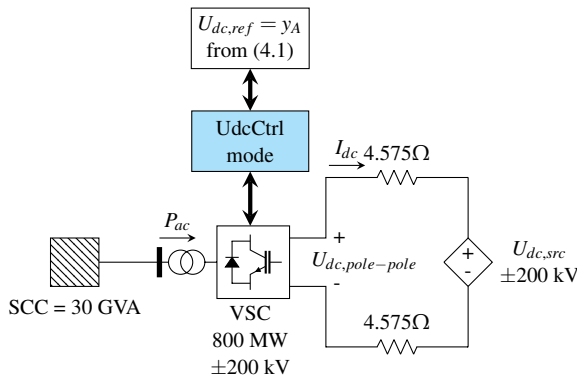 U_{dc,ref} = y_A
from (4.1)
UdcCtrl
mode
I_{dc}
4.575Ω
P_{ac}
+
U_{dc,pole−pole}
-
+
-
U_{dc,src}
±200 kV
SCC = 30 GVA
VSC
800 MW
±200 kV
4.575Ω